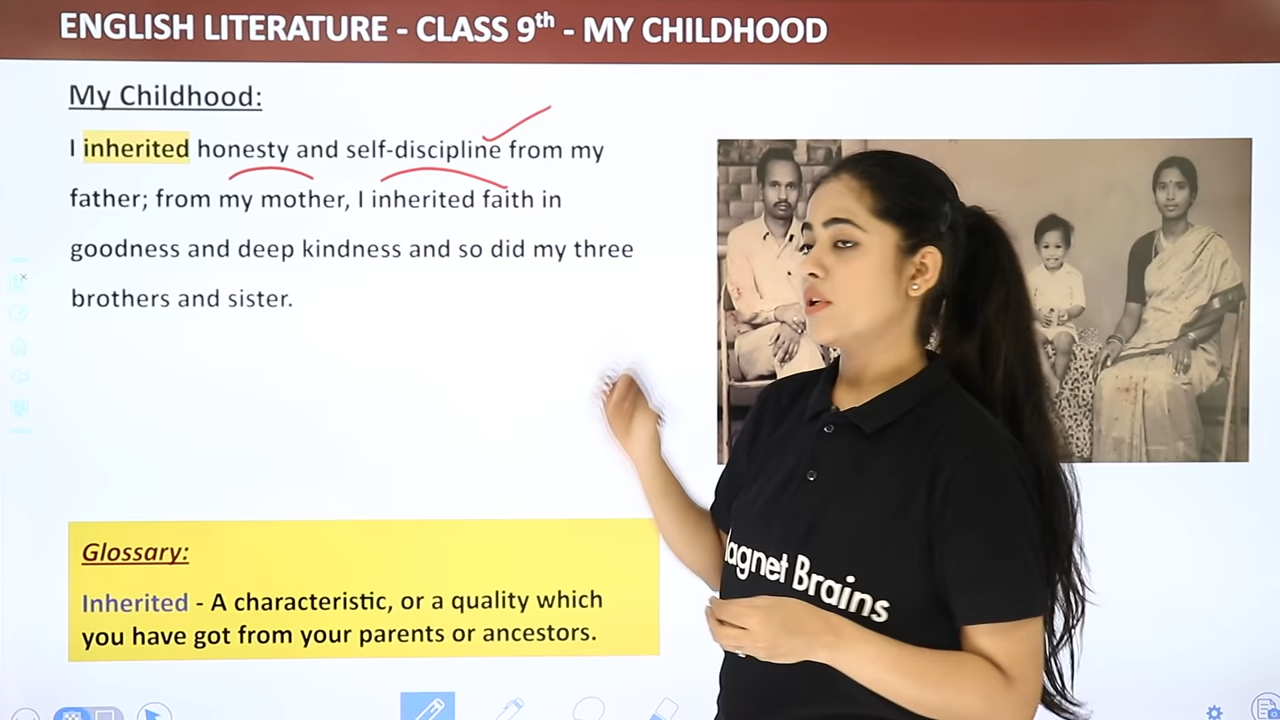 ENGLISH LITERATURE - CLASS 9th - MY CHILDHOOD
My Childhood:
I inherited honesty and self-discipline from my
father; from my mother, I inherited faith in
goodness and deep kindness and so did my three
brothers and sister.
Glossary:
Inherited - A characteristic, or a quality which
you have got from your parents or ancestors.
Brains